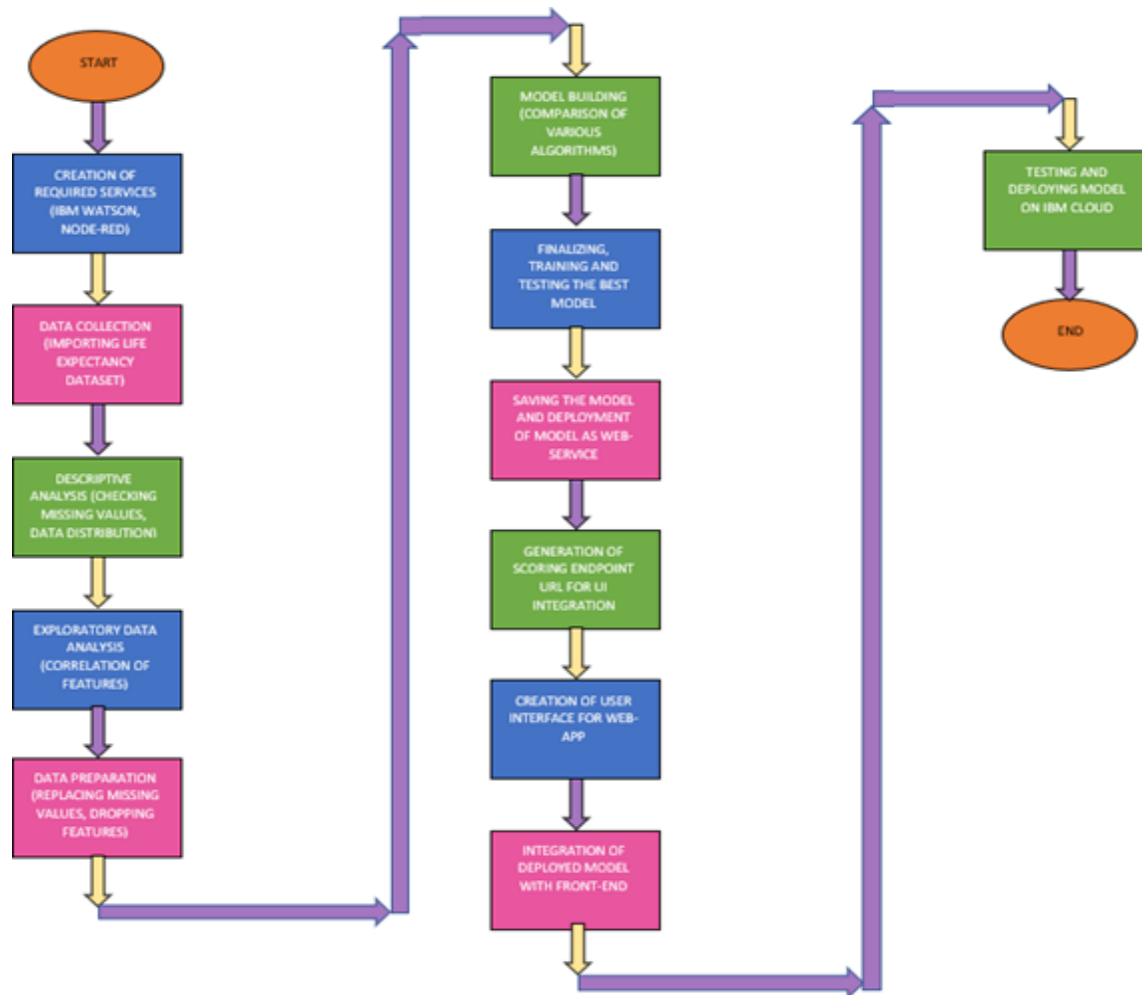 START
CREATION OF
REQUIRED SERVICES
(IBM WATSON,
NODE-RED)
DATA COLLECTION
(IMPORTING LIFE
EXPECTANCY
DATASET)
DESCRIPTIVE
ANALYSIS (CHECKING
MISSING VALUES,
DATA DISTRIBUTION)
EXPLORATORY DATA
ANALYSIS
(CORRELATION OF
FEATURES)
DATA PREPARATION
(REPLACING MISSING
VALUES, DROPPING
FEATURES)
MODEL BUILDING
(COMPARISON OF
VARIOUS
ALGORITHMS)
FINALIZING,
TRAINING AND
TESTING THE BEST
MODEL
SAVING THE MODEL
AND DEPLOYMENT
OF MODEL AS WEB-
SERVICE
GENERATION OF
SCORING ENDPOINT
URL FOR UI
INTEGRATION
CREATION OF USER
INTERFACE FOR WEB-
APP
INTEGRATION OF
DEPLOYED MODEL
WITH FRONT-END
TESTING AND
DEPLOYING MODEL
ON IBM CLOUD
END